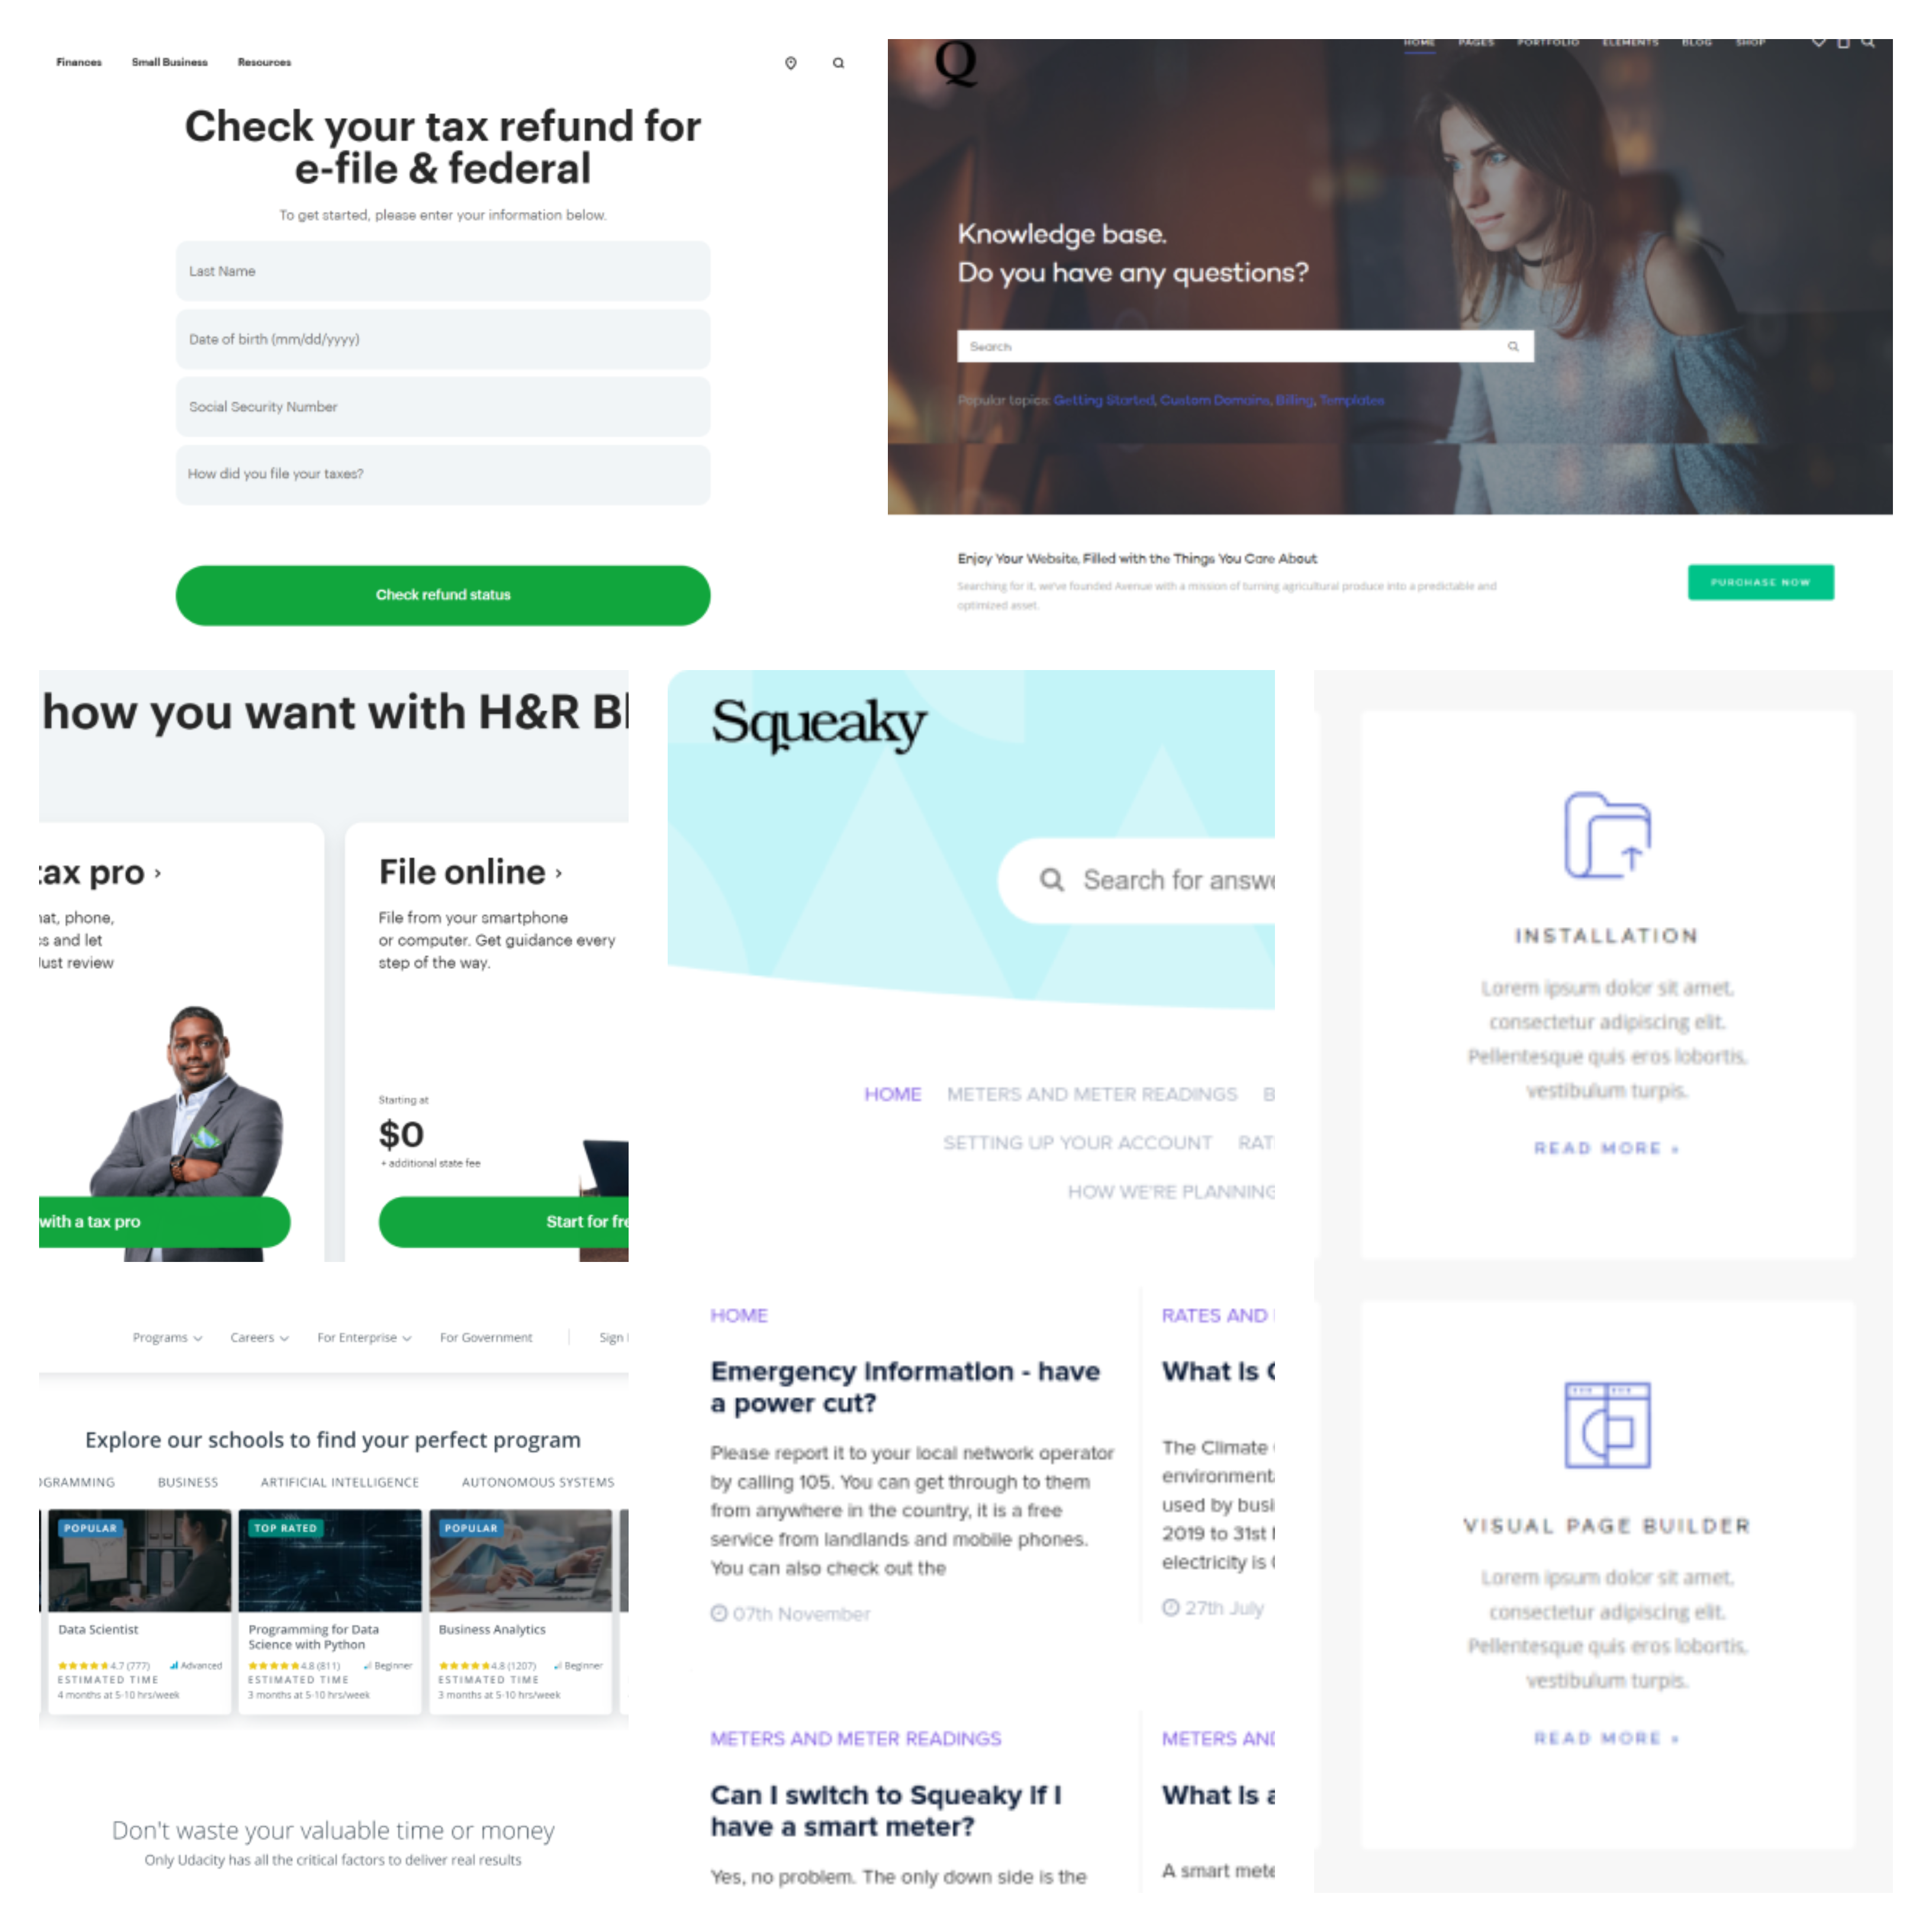 Finances Small Business Resources
Check your tax refund for
e-file & federal
To get started, please enter your information below.
Last Name
Date of birth (mm/dd/yyyy)
Social Security Number
How did you file your taxes?
Check refund status
Q
HOME PAGES PORTFOLIO ELEMENTS BLOG SHOP
Knowledge base.
Do you have any questions?
Search
Popular topics: Getting Started, Custom Domains, Billing, Templates
Enjoy Your Website, Filled with the Things You Care About
Searching for it, we've founded Avenue with a mission of turning agricultural produce into a predictable and
optimized asset.
PURCHASE NOW
how you want with H&R Bl
tax pro ›
hat, phone,
cs and let
Just review
with a tax pro
File online ›
File from your smartphone
or computer. Get guidance every
step of the way.
Starting at
$0
+ additional state fee
Start for fre
Squeaky
Search for answe
HOME METERS AND METER READINGS B
SETTING UP YOUR ACCOUNT RAT
HOW WE'RE PLANNING
INSTALLATION
Lorem ipsum dolor sit amet,
consectetur adipiscing elit.
Pellentesque quis eros lobortis,
vestibulum turpis.
READ MORE »
Programs Careers For Enterprise For Government Sign I
Explore our schools to find your perfect program
OGRAMMING BUSINESS ARTIFICIAL INTELLIGENCE AUTONOMOUS SYSTEMS
POPULAR
Data Scientist
4.7 (777) Advanced
ESTIMATED TIME
4 months at 5-10 hrs/week
TOP RATED
Programming for Data
Science with Python
4.8 (811) Beginner
ESTIMATED TIME
3 months at 5-10 hrs/week
POPULAR
Business Analytics
4.8 (1207) Beginner
ESTIMATED TIME
3 months at 5-10 hrs/week
Don't waste your valuable time or money
Only Udacity has all the critical factors to deliver real results
HOME
Emergency Information - have
a power cut?
Please report it to your local network operator
by calling 105. You can get through to them
from anywhere in the country, it is a free
service from landlands and mobile phones.
You can also check out the
07th November
RATES AND
What is
The Climate
environmenta
used by busi
2019 to 31st
electricity is
27th July
METERS AND METER READINGS
Can I switch to Squeaky if I
have a smart meter?
Yes, no problem. The only down side is the
METERS AND
What is a
A smart mete
VISUAL PAGE BUILDER
Lorem ipsum dolor sit amet,
consectetur adipiscing elit.
Pellentesque quis eros lobortis,
vestibulum turpis.
READ MORE »